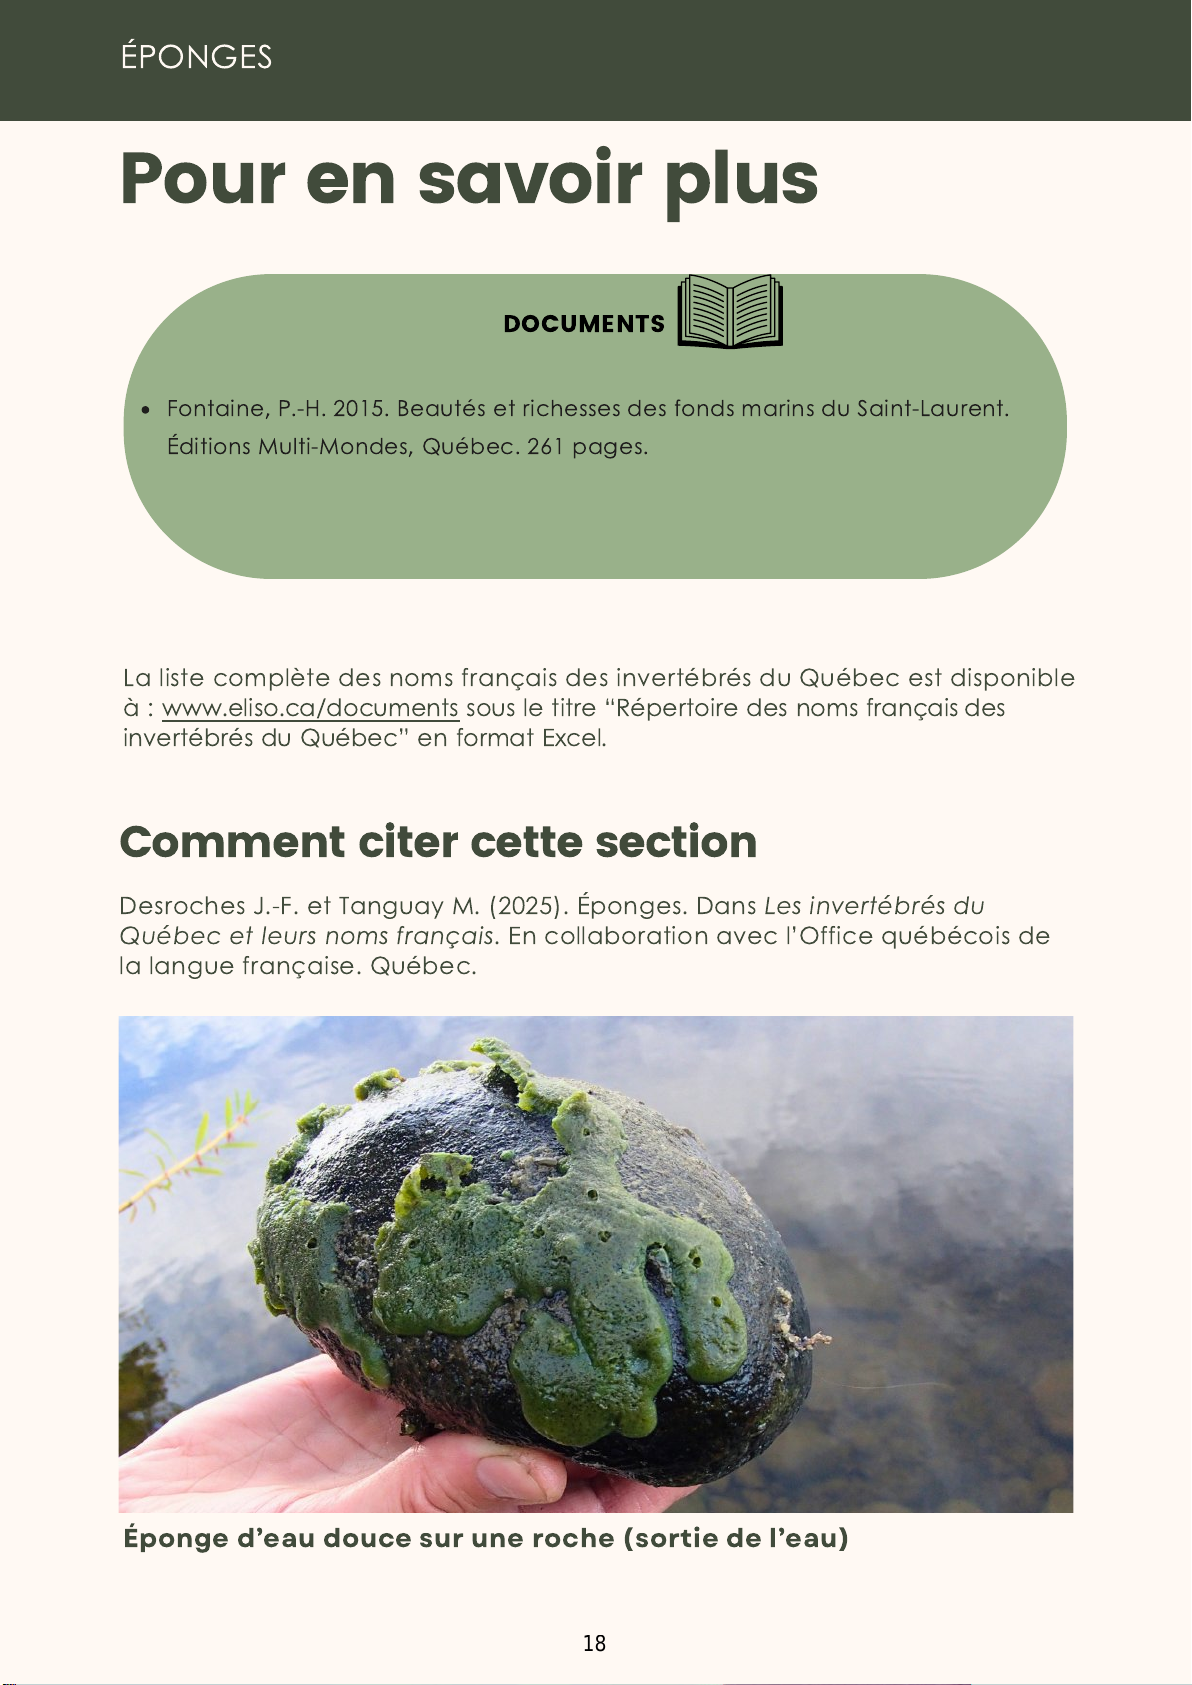 ÉPONGES
Pour en savoir plus
DOCUMENTS
• Fontaine, P.-H. 2015. Beautés et richesses des fonds marins du Saint-Laurent.
Éditions Multi-Mondes, Québec. 261 pages.
La liste complète des noms français des invertébrés du Québec est disponible
à : www.eliso.ca/documents sous le titre “Répertoire des noms français des
invertébrés du Québec” en format Excel.
Comment citer cette section
Desroches J.-F. et Tanguay M. (2025). Éponges. Dans Les invertébrés du
Québec et leurs noms français. En collaboration avec l’Office québécois de
la langue française. Québec.
Éponge d’eau douce sur une roche (sortie de l’eau)
18